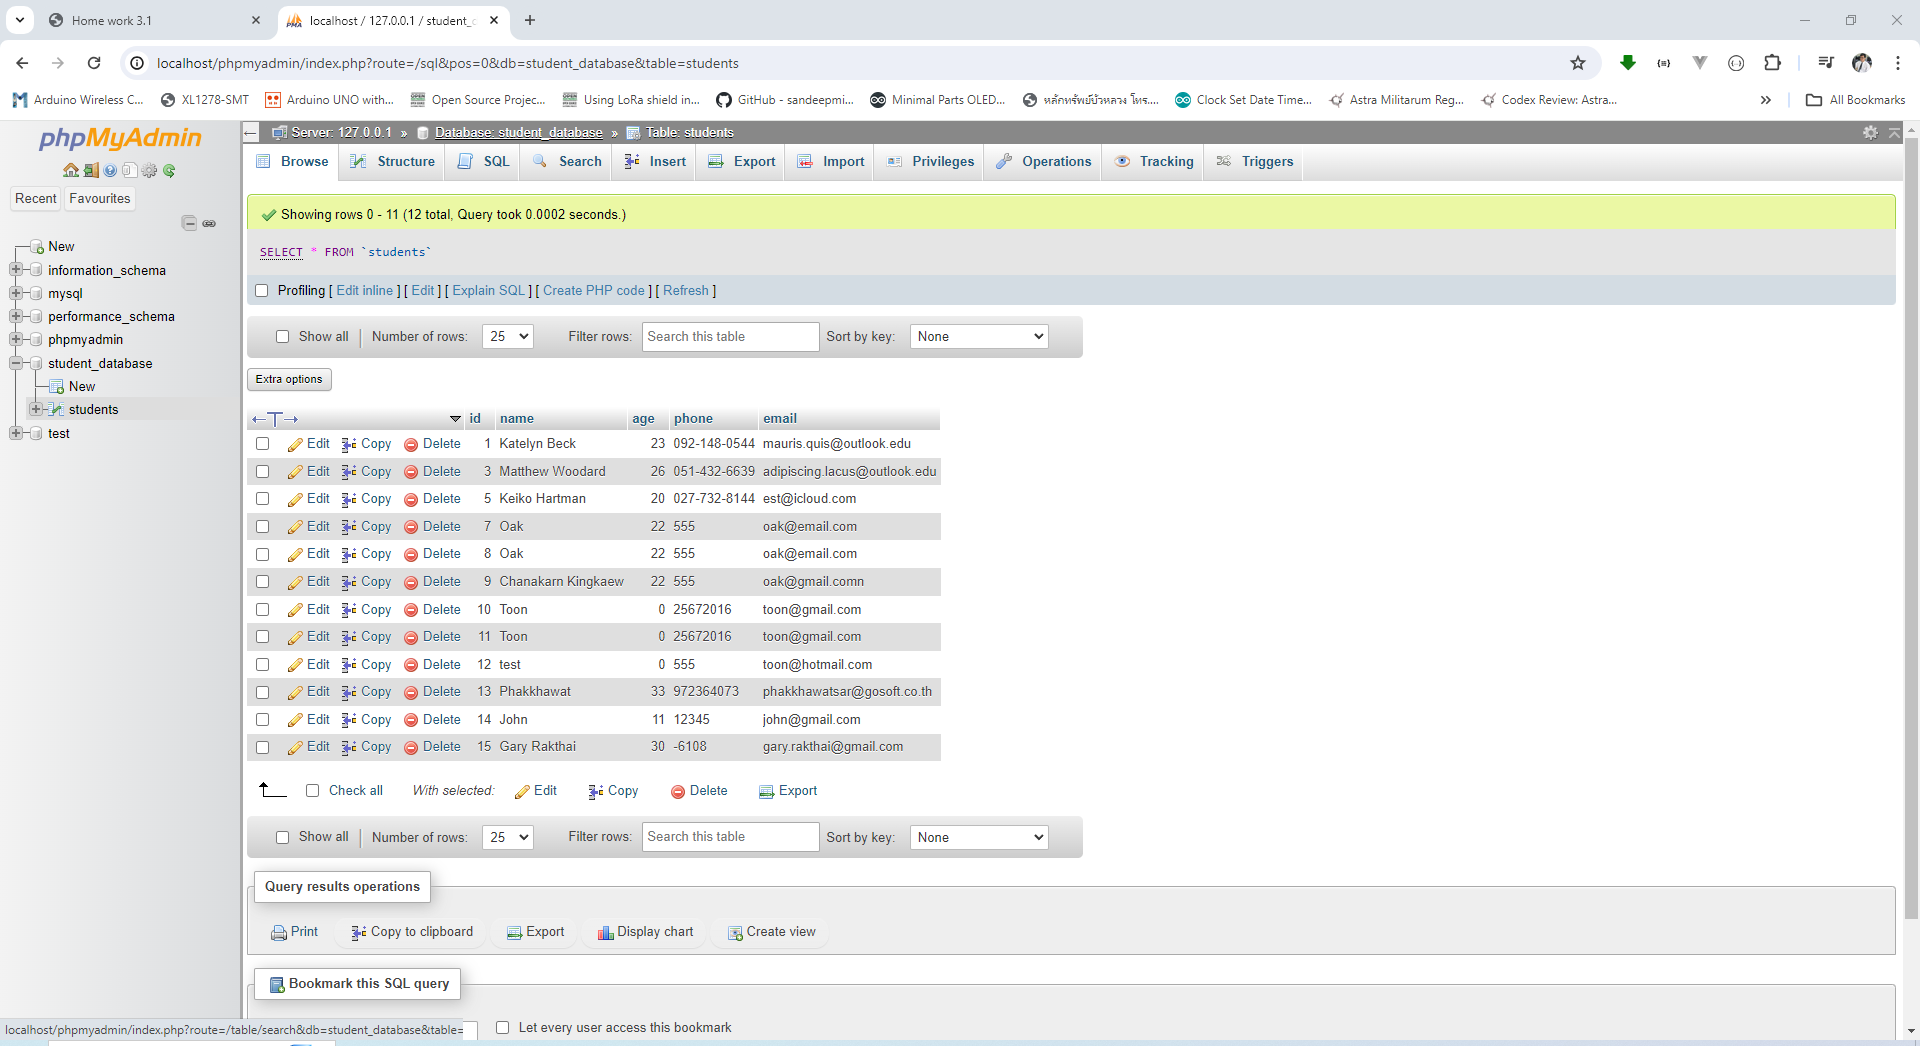 Home work 3.1
localhost / 127.0.0.1 / student_c
localhost/phpmyadmin/index.php?route=/sql&pos=0&db=student_database&table=students
Arduino Wireless C... XL1278-SMT Arduino UNO with... Open Source Projec... Using LoRa shield in... GitHub - sandeepmi... Minimal Parts OLED... หลักทรัพย์บัวหลวง โทร.... Clock Set Date Time... Astra Militarum Reg... Codex Review: Astra... » All Bookmarks
phpMyAdmin
Recent Favourites
New
information_schema
mysql
performance_schema
phpmyadmin
student_database
New
students
test
Server: 127.0.0.1 » Database: student_database » Table: students
Browse Structure SQL Search Insert Export Import Privileges Operations Tracking Triggers
Showing rows 0 - 11 (12 total, Query took 0.0002 seconds.)
SELECT * FROM `students`
Profiling [ Edit inline ] [ Edit ] [ Explain SQL ] [ Create PHP code ] [ Refresh ]
Show all Number of rows: 25 Filter rows: Search this table Sort by key: None
Extra options
id name age phone email
Edit Copy Delete 1 Katelyn Beck 23 092-148-0544 mauris.quis@outlook.edu
Edit Copy Delete 3 Matthew Woodard 26 051-432-6639 adipiscing.lacus@outlook.edu
Edit Copy Delete 5 Keiko Hartman 20 027-732-8144 est@icloud.com
Edit Copy Delete 7 Oak 22 555 oak@email.com
Edit Copy Delete 8 Oak 22 555 oak@email.com
Edit Copy Delete 9 Chanakarn Kingkaew 22 555 oak@gmail.comn
Edit Copy Delete 10 Toon 0 25672016 toon@gmail.com
Edit Copy Delete 11 Toon 0 25672016 toon@gmail.com
Edit Copy Delete 12 test 0 555 toon@hotmail.com
Edit Copy Delete 13 Phakkhawat 33 972364073 phakkhawatsar@gosoft.co.th
Edit Copy Delete 14 John 11 12345 john@gmail.com
Edit Copy Delete 15 Gary Rakthai 30 -6108 gary.rakthai@gmail.com
Check all With selected: Edit Copy Delete Export
Show all Number of rows: 25 Filter rows: Search this table Sort by key: None
Query results operations
Print Copy to clipboard Export Display chart Create view
Bookmark this SQL query
Let every user access this bookmark
localhost/phpmyadmin/index.php?route=/table/search&db=student_database&table=